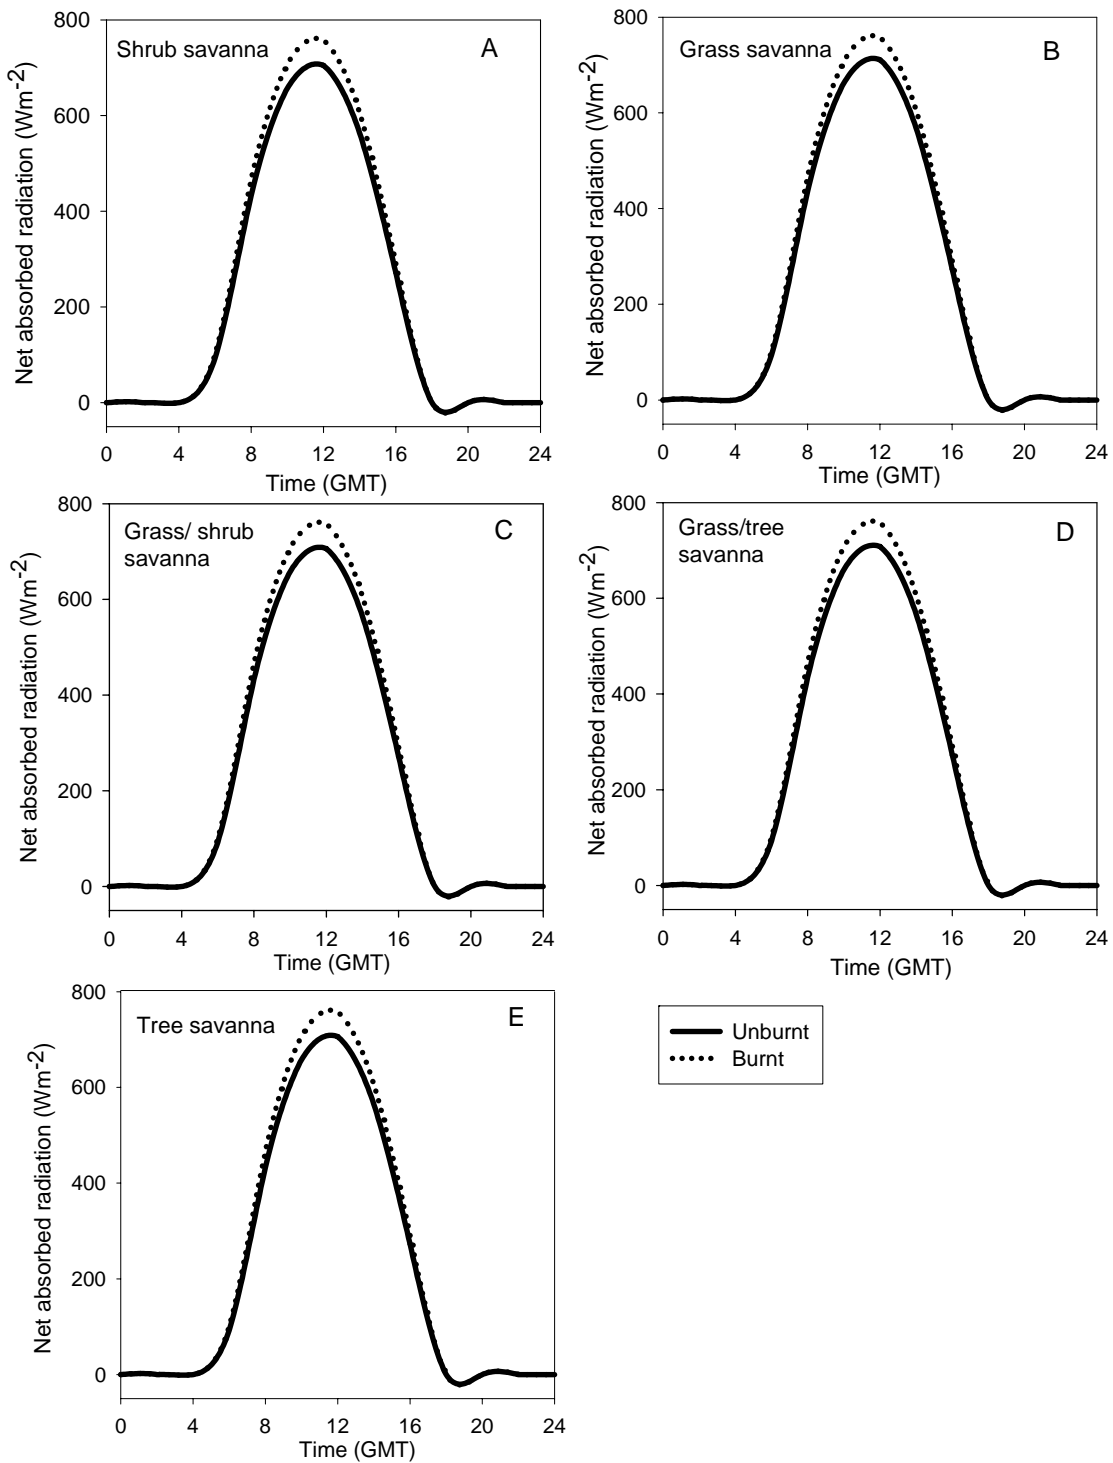 800
600
400
200
0
Net absorbed radiation (Wm-2)
Shrub savanna
A
0 4 8 12 16 20 24
Time (GMT)
800
600
400
200
0
Net absorbed radiation (Wm-2)
Grass savanna
B
0 4 8 12 16 20 24
Time (GMT)
800
600
400
200
0
Net absorbed radiation (Wm-2)
Grass/ shrub
savanna
C
0 4 8 12 16 20 24
Time (GMT)
800
600
400
200
0
Net absorbed radiation (Wm-2)
Grass/tree
savanna
D
0 4 8 12 16 20 24
Time (GMT)
800
600
400
200
0
Net absorbed radiation (Wm-2)
Tree savanna
E
0 4 8 12 16 20 24
Time (GMT)
Unburnt
Burnt